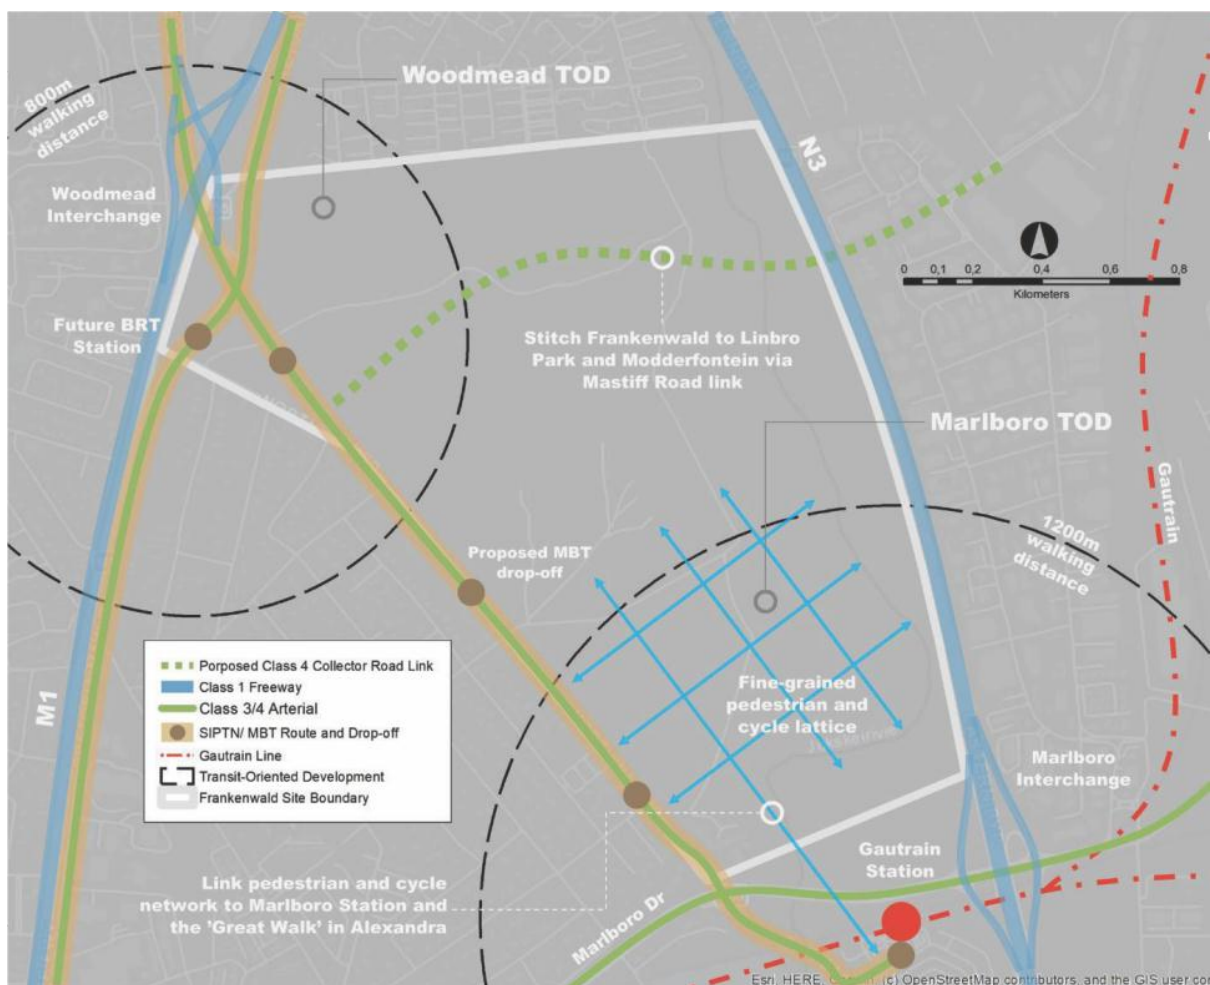 Woodmead TOD
800m
walking
distance
N3
Woodmead
Interchange
0 0,1 0,2 0,4 0,6 0,8
Kilometers
Future BRT
Station
Stitch Frankenwald to Linbro
Park and Modderfontein via
Mastiff Road link
Marlboro TOD
Gautrain
1200m
walking
distance
Proposed MBT
drop-off
M1
Porposed Class 4 Collector Road Link
Class 1 Freeway
Class 3/4 Arterial
SIPTN/ MBT Route and Drop-off
Gautrain Line
Transit-Oriented Development
Frankenwald Site Boundary
Fine-grained
pedestrian and
cycle lattice
Marlboro
Interchange
Gautrain
Station
Link pedestrian and cycle
network to Marlboro Station and
the 'Great Walk' in Alexandra
Marlboro Dr
Esri, HERE, (c) OpenStreetMap contributors, and the GIS user co